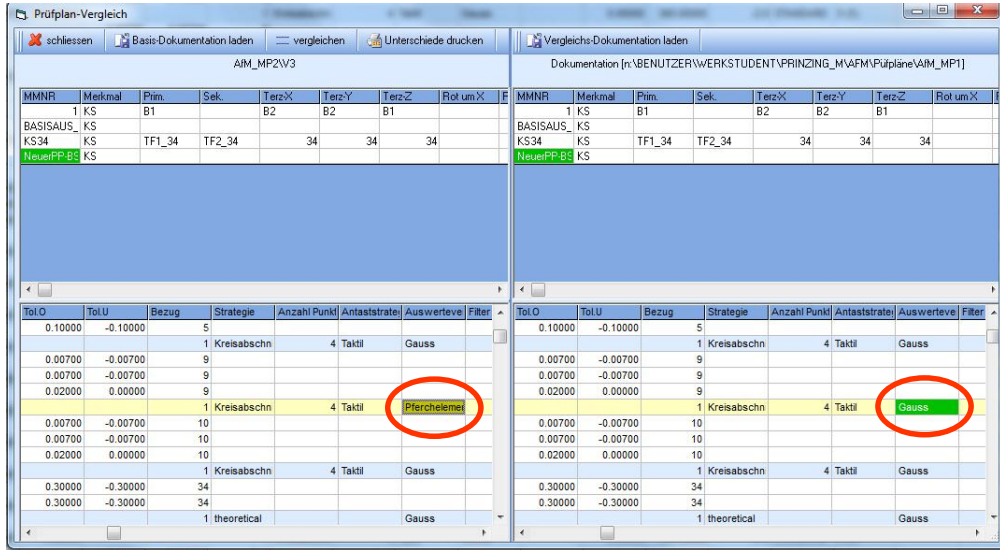 Prüfplan-Vergleich
schliessen Basis-Dokumentation laden vergleichen Unterschiede drucken
AfM_MP2\V3
MMNR Merkmal Prim. Sek. Terz-X Terz-Y Terz-Z Rot um X F
1 KS B1 B2 B2 B1
BASISAUS_ KS
KS34 KS TF1_34 TF2_34 34 34 34
NeuerPP-BS KS
Tol.O Tol.U Bezug Strategie Anzahl Punkt Antaststrateg Auswerteve Filter
0.10000 -0.10000 5
1 Kreisabschn 4 Taktil Gauss
0.00700 -0.00700 9
0.00700 -0.00700 9
0.02000 0.00000 9
1 Kreisabschn 4 Taktil Pferchelemen
0.00700 -0.00700 10
0.00700 -0.00700 10
0.02000 0.00000 10
1 Kreisabschn 4 Taktil Gauss
0.30000 -0.30000 34
0.30000 -0.30000 34
1 theoretical Gauss
Vergleichs-Dokumentation laden
Dokumentation [n:\BENUTZER\WERKSTUDENT\PRINZING_M\AFM\Püfpläne\AfM_MP1]
MMNR Merkmal Prim. Sek. Terz-X Terz-Y Terz-Z Rot um X
1 KS B1 B2 B2 B1
BASISAUS_ KS
KS34 KS TF1_34 TF2_34 34 34 34
NeuerPP-BS KS
Tol.O Tol.U Bezug Strategie Anzahl Punkt Antaststrateg Auswerteve Filter
0.10000 -0.10000 5
1 Kreisabschn 4 Taktil Gauss
0.00700 -0.00700 9
0.00700 -0.00700 9
0.02000 0.00000 9
1 Kreisabschn 4 Taktil Gauss
0.00700 -0.00700 10
0.00700 -0.00700 10
0.02000 0.00000 10
1 Kreisabschn 4 Taktil Gauss
0.30000 -0.30000 34
0.30000 -0.30000 34
1 theoretical Gauss